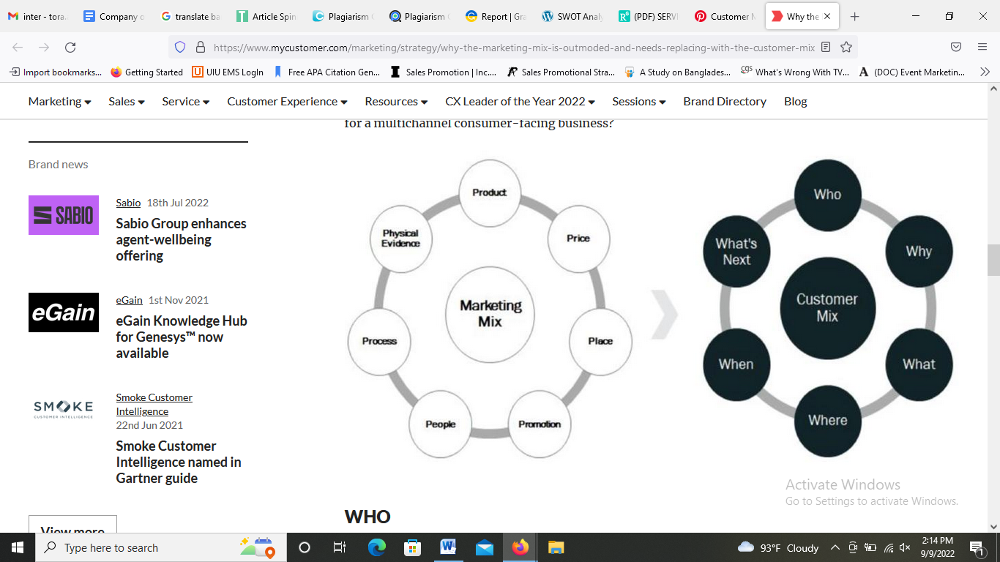 inter - tora
Company o
translate ba
Article Spin
Plagiarism C
Plagiarism
Report | Gra
SWOT Analy
(PDF) SERVI
Customer M
Why the
https://www.mycustomer.com/marketing/strategy/why-the-marketing-mix-is-outmoded-and-needs-replacing-with-the-customer-mix
Import bookmarks...
Getting Started
UIU EMS LogIn
Free APA Citation Gen...
Sales Promotion | Inc....
Sales Promotional Stra...
A Study on Banglades...
What's Wrong With TV...
(DOC) Event Marketin...
Marketing
Sales
Service
Customer Experience
Resources
CX Leader of the Year 2022
Sessions
Brand Directory
Blog
for a multichannel consumer-facing business?
Brand news
SABIO
Sabio 18th Jul 2022
Sabio Group enhances
agent-wellbeing
offering
eGain
eGain 1st Nov 2021
eGain Knowledge Hub
for Genesys™ now
available
SMOKE
CUSTOMER INTELLIGENCE
Smoke Customer
Intelligence
22nd Jun 2021
Smoke Customer
Intelligence named in
Gartner guide
View more
Product
Price
Place
Promotion
People
Process
Physical
Evidence
Marketing
Mix
Who
Why
What
Where
When
What's
Next
Customer
Mix
Activate Windows
Go to Settings to activate Windows.
WHO
Type here to search
93°F Cloudy
2:14 PM
9/9/2022
1